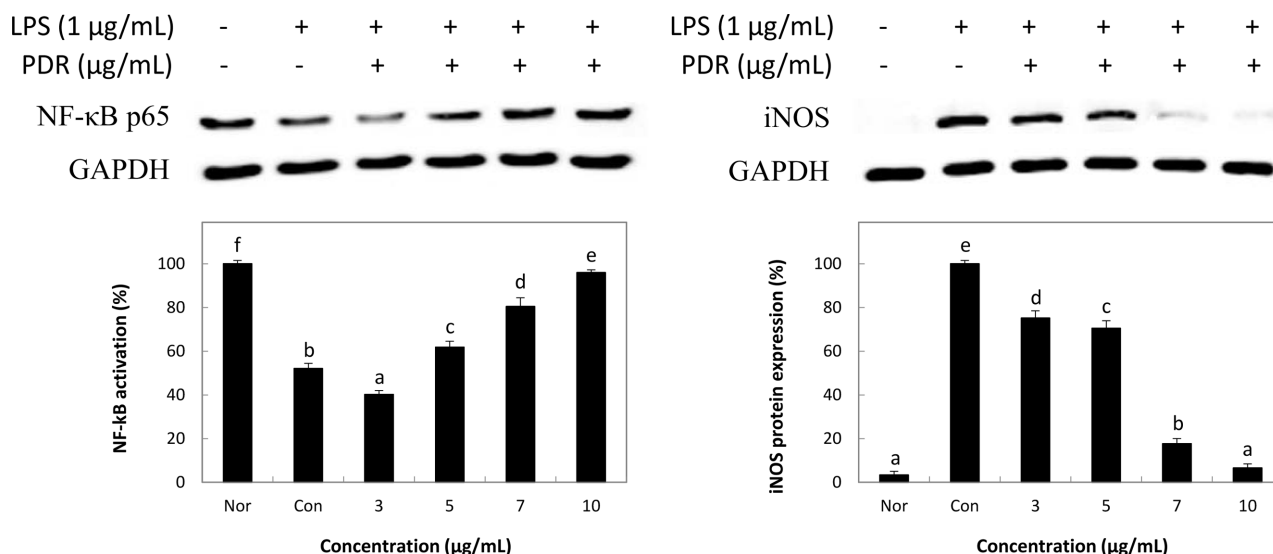 LPS (1 µg/mL) - + + + + +
PDR (µg/mL) - - + + + +
NF-κB p65
GAPDH
NF-kB activation (%)
100
80
60
40
20
0
f
b
a
c
d
e
Nor Con 3 5 7 10
Concentration (µg/mL)
LPS (1 µg/mL) - + + + + +
PDR (µg/mL) - - + + + +
iNOS
GAPDH
iNOS protein expression (%)
100
80
60
40
20
0
a
e
d
c
b
a
Nor Con 3 5 7 10
Concentration (µg/mL)